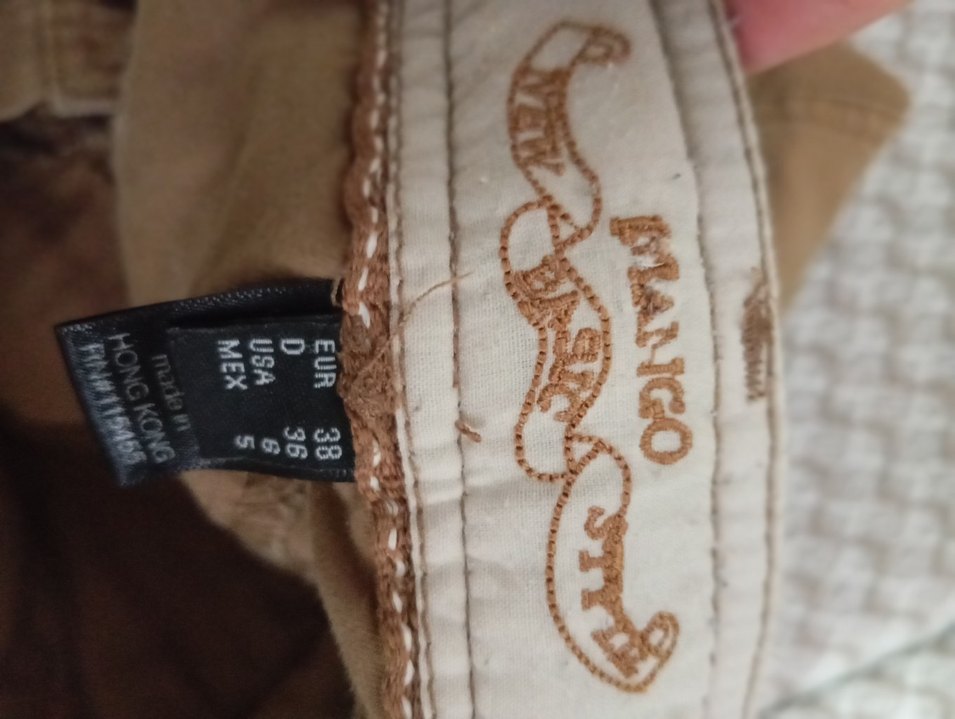 MANGO
NEW BASIC STYLE
EUR 38
D 36
USA 6
MEX 5
made in
HONG KONG